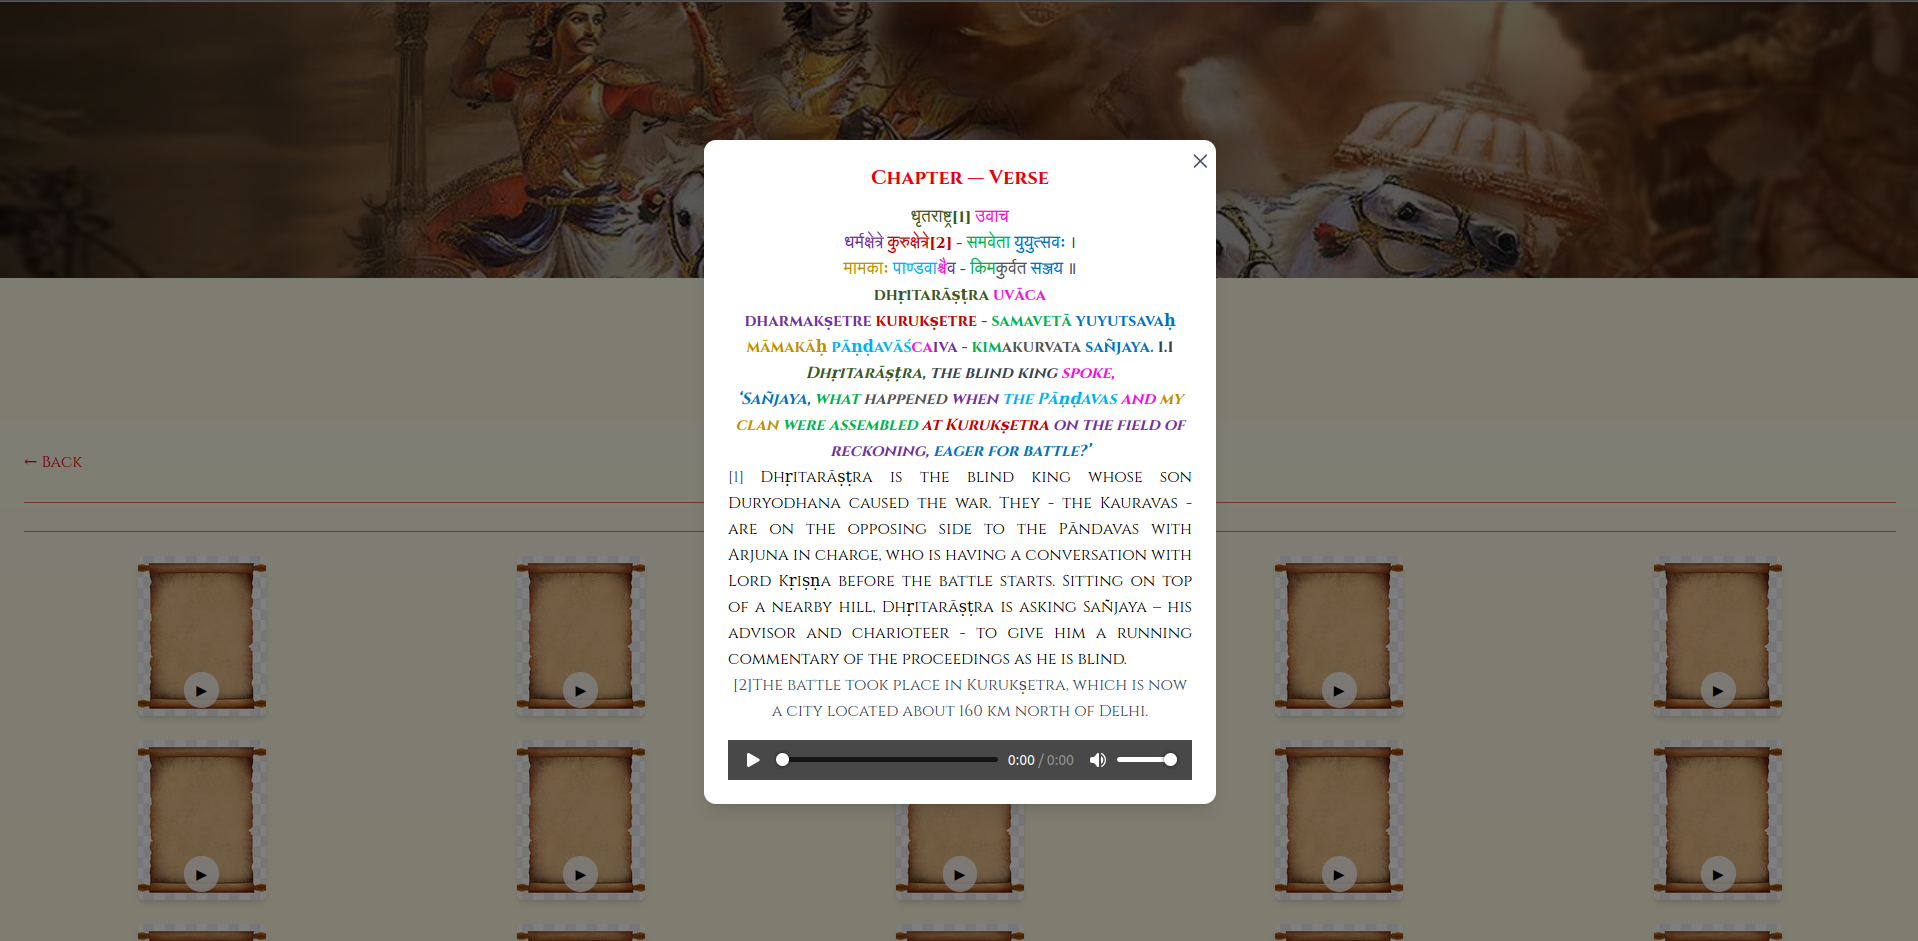 ← Back
Chapter — Verse
धृतराष्ट्र[1] उवाच
धर्मक्षेत्रे कुरुक्षेत्रे[2] - समवेता युयुत्सवः ।
मामकाः पाण्डवाश्चैव - किमकुर्वत सञ्जय ॥
dhṛitarāṣṭra uvāca
dharmakṣetre kurukṣetre - samavetā yuyutsavaḥ
māmakāḥ pāṇḍavāścaiva - kimakurvata sañjaya. 1.1
Dhṛitarāṣṭra, the blind king spoke,
‘Sañjaya, what happened when the Pāṇḍavas and my
clan were assembled at Kurukṣetra on the field of
reckoning, eager for battle?’
[1] Dhṛitarāṣṭra is the blind king whose son
Duryodhana caused the war. They - the Kauravas -
are on the opposing side to the Pāndavas with
Arjuna in charge, who is having a conversation with
Lord Kṛiṣṇa before the battle starts. Sitting on top
of a nearby hill, Dhṛitarāṣṭra is asking Sañjaya – his
advisor and charioteer - to give him a running
commentary of the proceedings as he is blind.
[2]The battle took place in Kurukṣetra, which is now
a city located about 160 km north of Delhi.
0:00 / 0:00